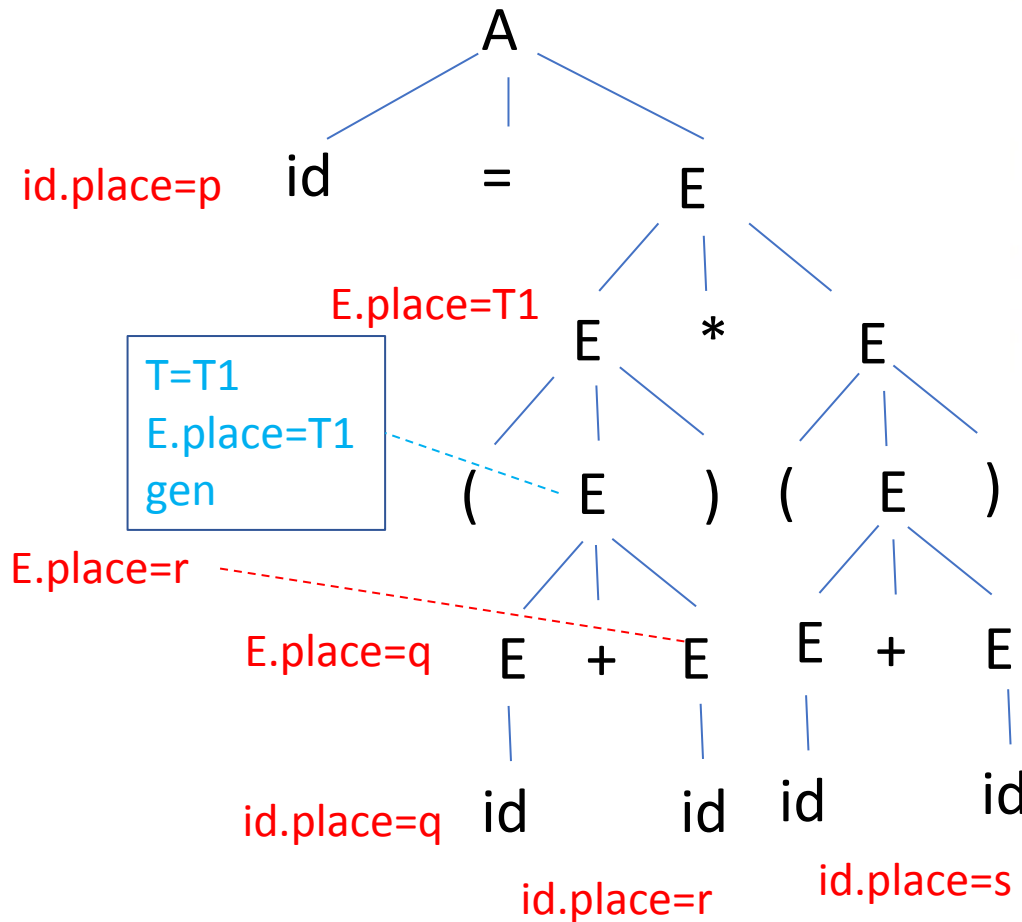 A
id.place=p id = E
E.place=T1 E * E
T=T1
E.place=T1
gen
( E ) ( E )
E.place=r
E.place=q E + E E + E
id.place=q id id id id
id.place=r id.place=s